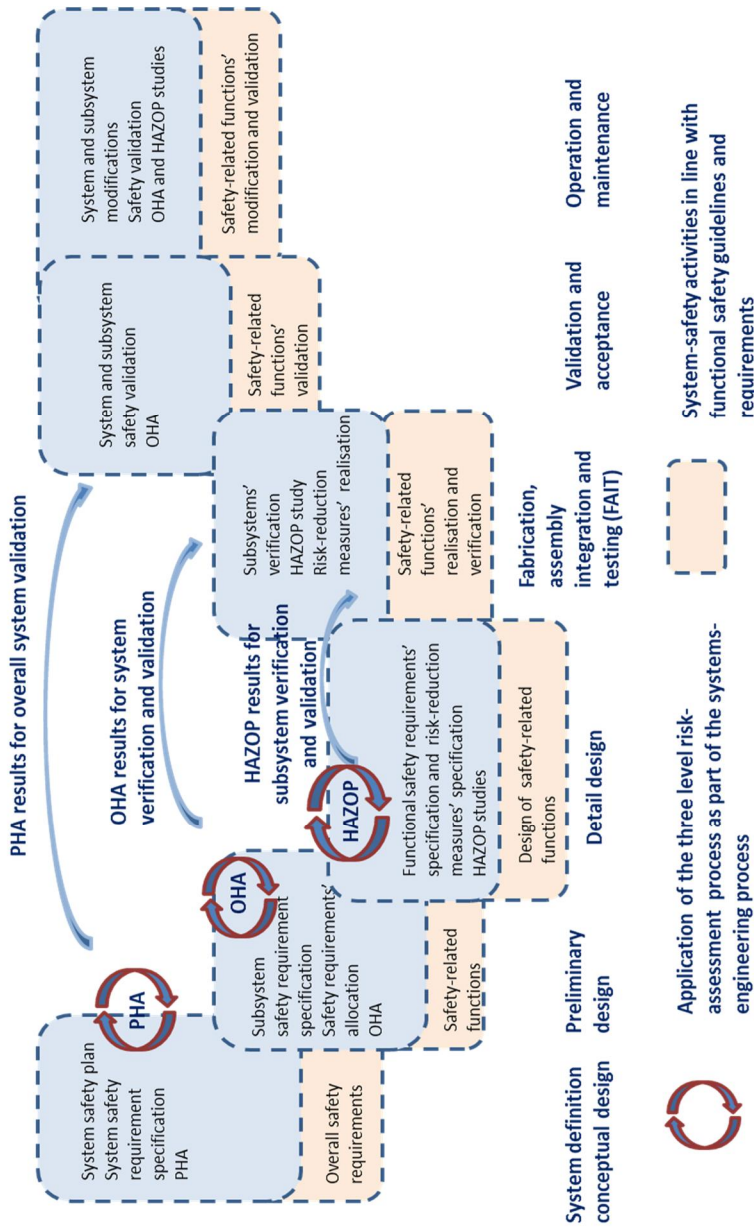 PHA results for overall system validation
OHA results for system
verification and validation
HAZOP results for
subsystem verification
and validation
PHA
OHA
HAZOP
System safety plan
System safety
requirement
specification
PHA
Overall safety
requirements
Subsystem
safety requirement
specification
Safety requirements'
allocation
OHA
Safety-related
functions
Functional safety requirements'
specification and risk-reduction
measures' specification
HAZOP studies
Design of safety-related
functions
Subsystems'
verification
HAZOP study
Risk-reduction
measures' realisation
Safety-related
functions'
realisation and
verification
System and subsystem
safety validation
OHA
Safety-related
functions'
validation
System and subsystem
modifications
Safety validation
OHA and HAZOP studies
Safety-related functions'
modification and validation
System definition
conceptual design
Preliminary
design
Detail design
Fabrication,
assembly
integration and
testing (FAIT)
Validation and
acceptance
Operation and
maintenance
Application of the three level risk-
assessment process as part of the systems-
engineering process
System-safety activities in line with
functional safety guidelines and
requirements